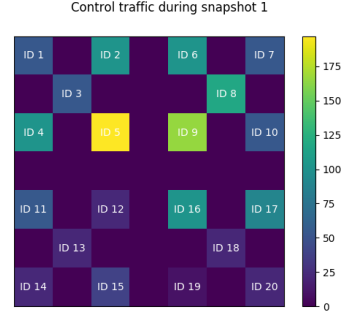 Control traffic during snapshot 1
ID 1 ID 2 ID 6 ID 7
ID 3 ID 8
ID 4 ID 5 ID 9 ID 10
ID 11 ID 12 ID 16 ID 17
ID 13 ID 18
ID 14 ID 15 ID 19 ID 20
175
150
125
100
75
50
25
0